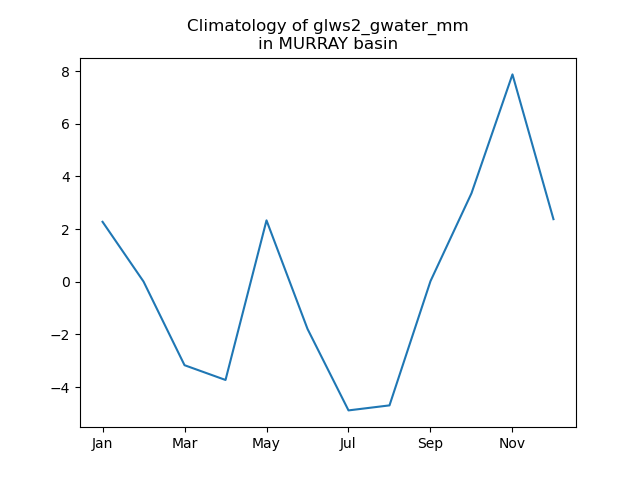 Climatology of glws2_gwater_mm
in MURRAY basin
8
6
4
2
0
−2
−4
Jan
Mar
May
Jul
Sep
Nov